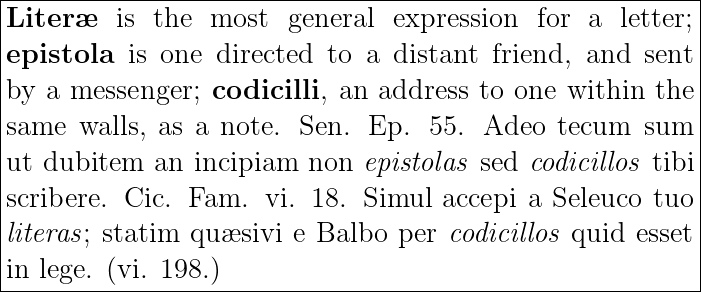 Literæ is the most general expression for a letter;
epistola is one directed to a distant friend, and sent
by a messenger; codicilli, an address to one within the
same walls, as a note. Sen. Ep. 55. Adeo tecum sum
ut dubitem an incipiam non epistolas sed codicillos tibi
scribere. Cic. Fam. vi. 18. Simul accepi a Seleuco tuo
literas; statim quæsivi e Balbo per codicillos quid esset
in lege. (vi. 198.)